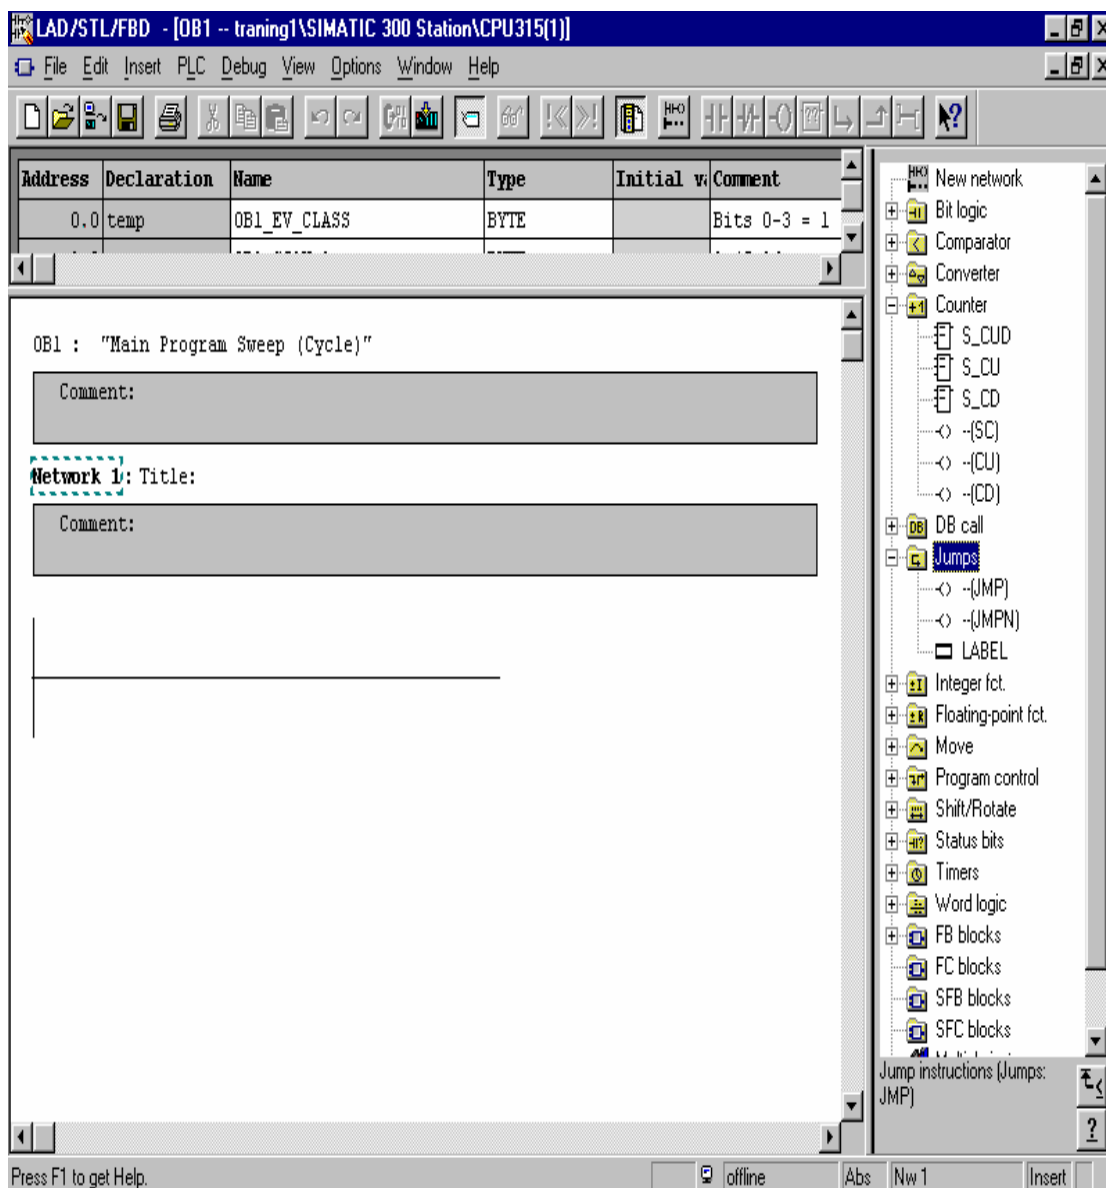 LAD/STL/FBD - [OB1 -- traning1\SIMATIC 300 Station\CPU315(1)]
File Edit Insert PLC Debug View Options Window Help
Address Declaration Name Type Initial va Comment
0.0 temp OB1_EV_CLASS BYTE Bits 0-3 = 1
OB1 : "Main Program Sweep (Cycle)"
Comment:
Network 1: Title:
Comment:
New network
Bit logic
Comparator
Converter
Counter
S_CUD
S_CU
S_CD
--(SC)
--(CU)
--(CD)
DB call
Jumps
--(JMP)
--(JMPN)
LABEL
Integer fct.
Floating-point fct.
Move
Program control
Shift/Rotate
Status bits
Timers
Word logic
FB blocks
FC blocks
SFB blocks
SFC blocks
Jump instructions (Jumps:
JMP)
Press F1 to get Help. offline Abs Nw 1 Insert